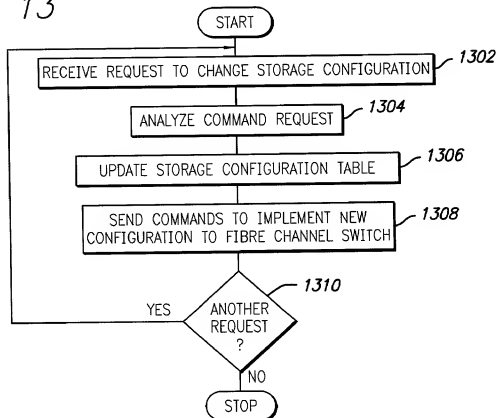 13
START
RECEIVE REQUEST TO CHANGE STORAGE CONFIGURATION
1302
ANALYZE COMMAND REQUEST
1304
UPDATE STORAGE CONFIGURATION TABLE
1306
SEND COMMANDS TO IMPLEMENT NEW
CONFIGURATION TO FIBRE CHANNEL SWITCH
1308
1310
YES
ANOTHER
REQUEST
?
NO
STOP